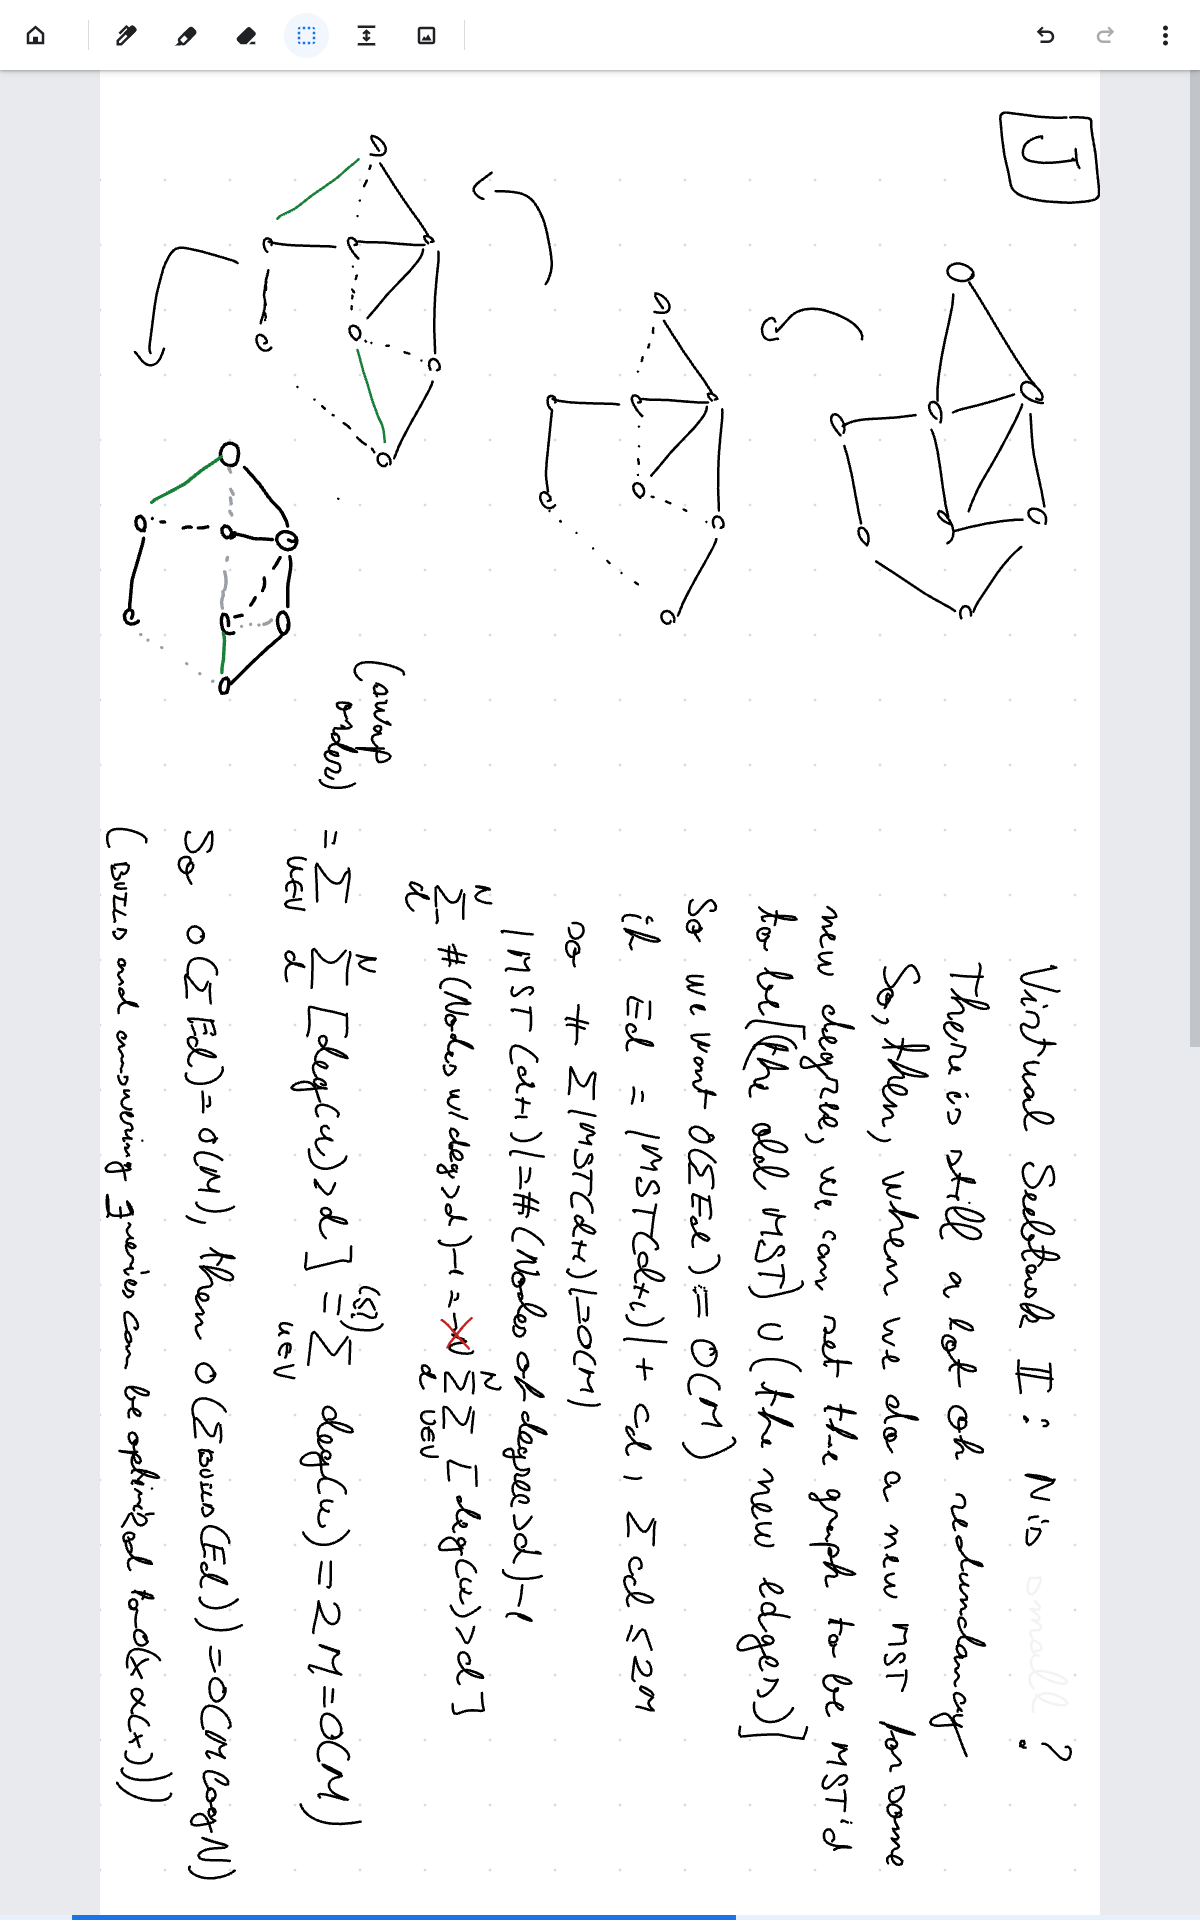 J
Virtual Subtask II: N is small?
There is still a lot of redundancy
So, then, when we do a new MST for some
new degree, we can set the graph to be MST'd
to be [(the old MST) ∪ (the new edges)]
So we want O(ΣEd) = O(M)
if Ed = |MST(d+1)| + cd, Σcd ≤ 2M
so # Σ|MST(d+1)| = O(M)
|MST(d+1)| = #(Nodes of degree>d)-1
N Σ d #(Nodes w/ deg>d)-1 = -N N Σ d Σ u∈V [deg(u)>d]
(swap order) = Σ u∈V N Σ d [deg(u)>d] (S!) = Σ u∈V deg(u) = 2M = O(M)
So O(ΣEd) = O(M), then O(ΣBUILD(Ed)) = O(M log N)
(BUILD and answering queries can be optimized to O(x α(x)))